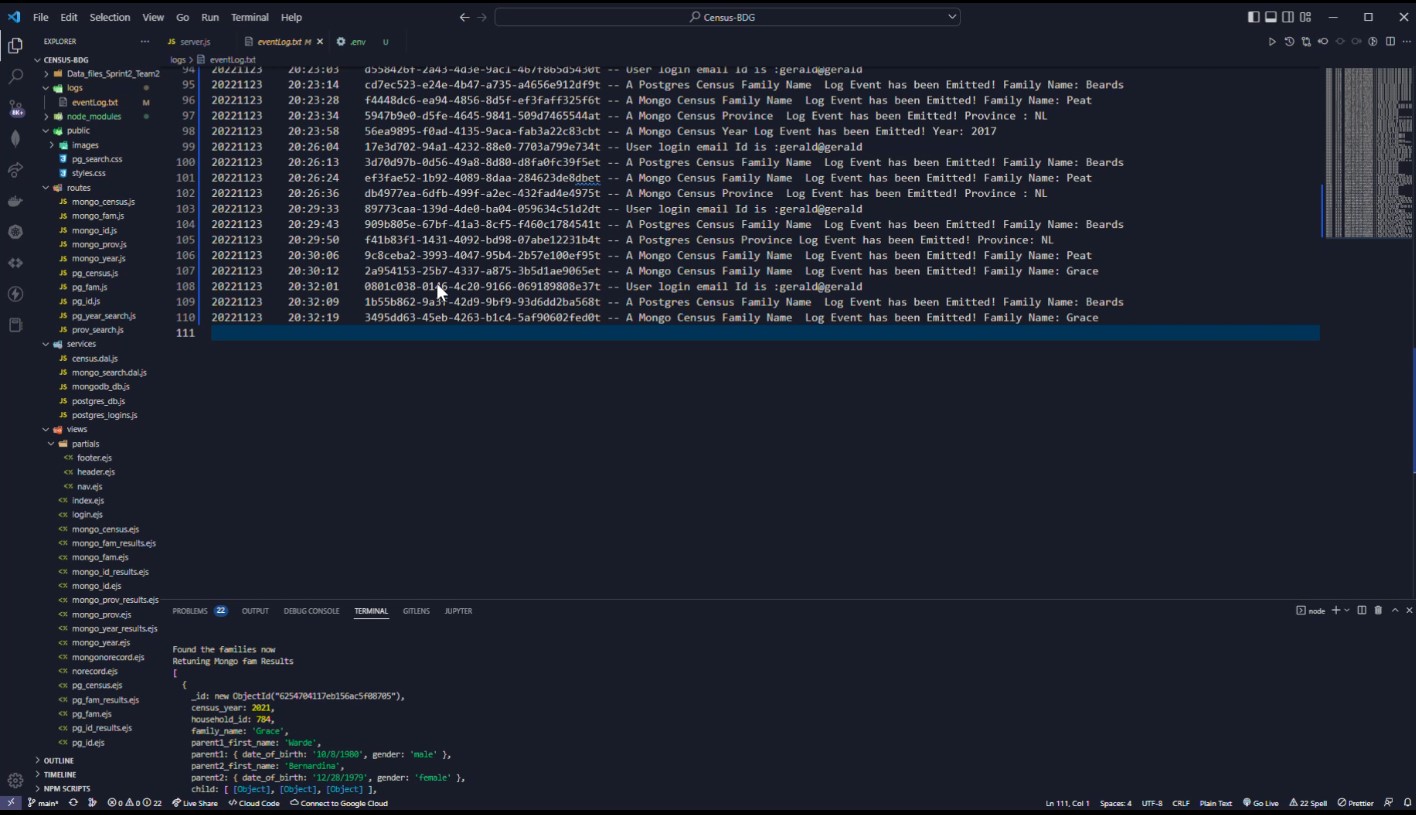 File Edit Selection View Go Run Terminal Help
Census-BDG
EXPLORER
CENSUS-BDG
Data_files_Sprint2_Team2
logs
eventLog.txt M
node_modules
public
images
pg_search.css
styles.css
routes
mongo_census.js
mongo_fam.js
mongo_id.js
mongo_prov.js
mongo_year.js
pg_census.js
pg_fam.js
pg_id.js
pg_year_search.js
prov_search.js
services
census.dal.js
mongo_search.dal.js
mongodb_db.js
postgres_db.js
postgres_logins.js
views
partials
footer.ejs
header.ejs
nav.ejs
index.ejs
login.ejs
mongo_census.ejs
mongo_fam_results.ejs
mongo_fam.ejs
mongo_id_results.ejs
mongo_id.ejs
mongo_prov_results.ejs
mongo_prov.ejs
mongo_year_results.ejs
mongo_year.ejs
mongonorecord.ejs
norecord.ejs
pg_census.ejs
pg_fam_results.ejs
pg_fam.ejs
pg_id_results.ejs
pg_id.ejs
OUTLINE
TIMELINE
NPM SCRIPTS
server.js eventLog.txt M .env U
logs > eventLog.txt
94 20221123 20:23:03 d558426f-2a43-4d3e-9ac1-4b7f865d5430t -- User login email Id is :gerald@gerald
95 20221123 20:23:14 cd7ec523-e24e-4b47-a735-a4656e912df9t -- A Postgres Census Family Name Log Event has been Emitted! Family Name: Beards
96 20221123 20:23:28 f4448dc6-ea94-4856-8d5f-ef3faff325f6t -- A Mongo Census Family Name Log Event has been Emitted! Family Name: Peat
97 20221123 20:23:34 5947b9e0-d5fe-4645-9841-509d7465544at -- A Mongo Census Province Log Event has been Emitted! Province : NL
98 20221123 20:23:58 56ea9895-f0ad-4135-9aca-fab3a22c83cbt -- A Mongo Census Year Log Event has been Emitted! Year: 2017
99 20221123 20:26:04 17e3d702-94a1-4232-88e0-7703a799e734t -- User login email Id is :gerald@gerald
100 20221123 20:26:13 3d70d97b-0d56-49a8-8d80-d8fa0fc39f5et -- A Postgres Census Family Name Log Event has been Emitted! Family Name: Beards
101 20221123 20:26:24 ef3fae52-1b92-4089-8daa-284623de8dbet -- A Mongo Census Family Name Log Event has been Emitted! Family Name: Peat
102 20221123 20:26:36 db4977ea-6dfb-499f-a2ec-432fad4e4975t -- A Mongo Census Province Log Event has been Emitted! Province : NL
103 20221123 20:29:33 89773caa-139d-4de0-ba04-059634c51d2dt -- User login email Id is :gerald@gerald
104 20221123 20:29:43 909b805e-67bf-41a3-8cf5-f460c1784541t -- A Postgres Census Family Name Log Event has been Emitted! Family Name: Beards
105 20221123 20:29:50 f41b83f1-1431-4092-bd98-07abe12231b4t -- A Postgres Census Province Log Event has been Emitted! Province: NL
106 20221123 20:30:06 9c8ceba2-3993-4047-95b4-2b57e100ef95t -- A Mongo Census Family Name Log Event has been Emitted! Family Name: Peat
107 20221123 20:30:12 2a954153-25b7-4337-a875-3b5d1ae9065et -- A Mongo Census Family Name Log Event has been Emitted! Family Name: Grace
108 20221123 20:32:01 0801c038-0146-4c20-9166-069189808e37t -- User login email Id is :gerald@gerald
109 20221123 20:32:09 1b55b862-9a3f-42d9-9bf9-93d6dd2ba568t -- A Postgres Census Family Name Log Event has been Emitted! Family Name: Beards
110 20221123 20:32:19 3495dd63-45eb-4263-b1c4-5af90602fed0t -- A Mongo Census Family Name Log Event has been Emitted! Family Name: Grace
111
PROBLEMS 22 OUTPUT DEBUG CONSOLE TERMINAL GITLENS JUPYTER
node
Found the families now
Retuning Mongo fam Results
[
{
_id: new ObjectId("6254704117eb156ac5f08705"),
census_year: 2021,
household_id: 784,
family_name: 'Grace',
parent1_first_name: 'Warde',
parent1: { date_of_birth: '10/8/1980', gender: 'male' },
parent2_first_name: 'Bernardina',
parent2: { date_of_birth: '12/28/1979', gender: 'female' },
child: [ [Object], [Object], [Object] ],
main* 0 0 22 Live Share Cloud Code Connect to Google Cloud
Ln 111, Col 1 Spaces: 4 UTF-8 CRLF Plain Text Go Live 22 Spell Prettier